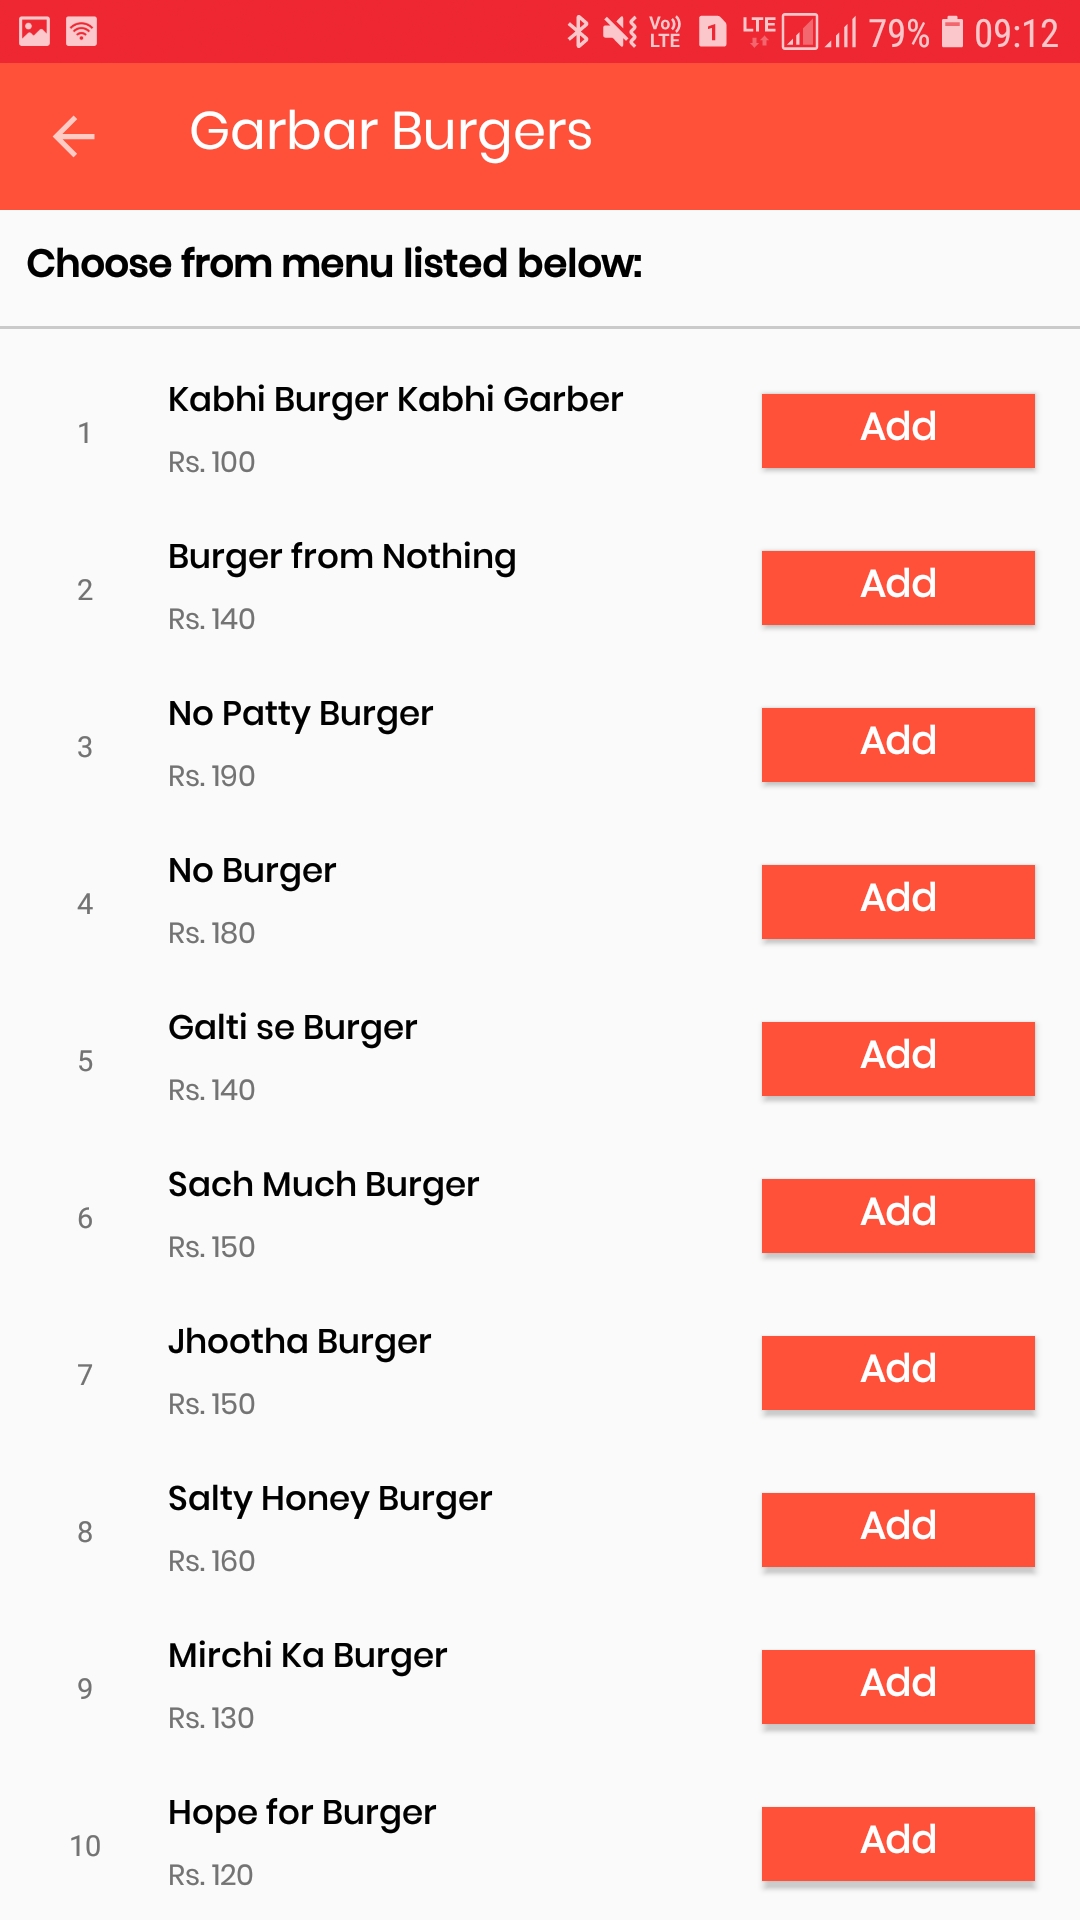 Vo)) LTE 1 LTE 79% 09:12
Garbar Burgers
Choose from menu listed below:
1
Kabhi Burger Kabhi Garber
Rs. 100
Add
2
Burger from Nothing
Rs. 140
Add
3
No Patty Burger
Rs. 190
Add
4
No Burger
Rs. 180
Add
5
Galti se Burger
Rs. 140
Add
6
Sach Much Burger
Rs. 150
Add
7
Jhootha Burger
Rs. 150
Add
8
Salty Honey Burger
Rs. 160
Add
9
Mirchi Ka Burger
Rs. 130
Add
10
Hope for Burger
Rs. 120
Add